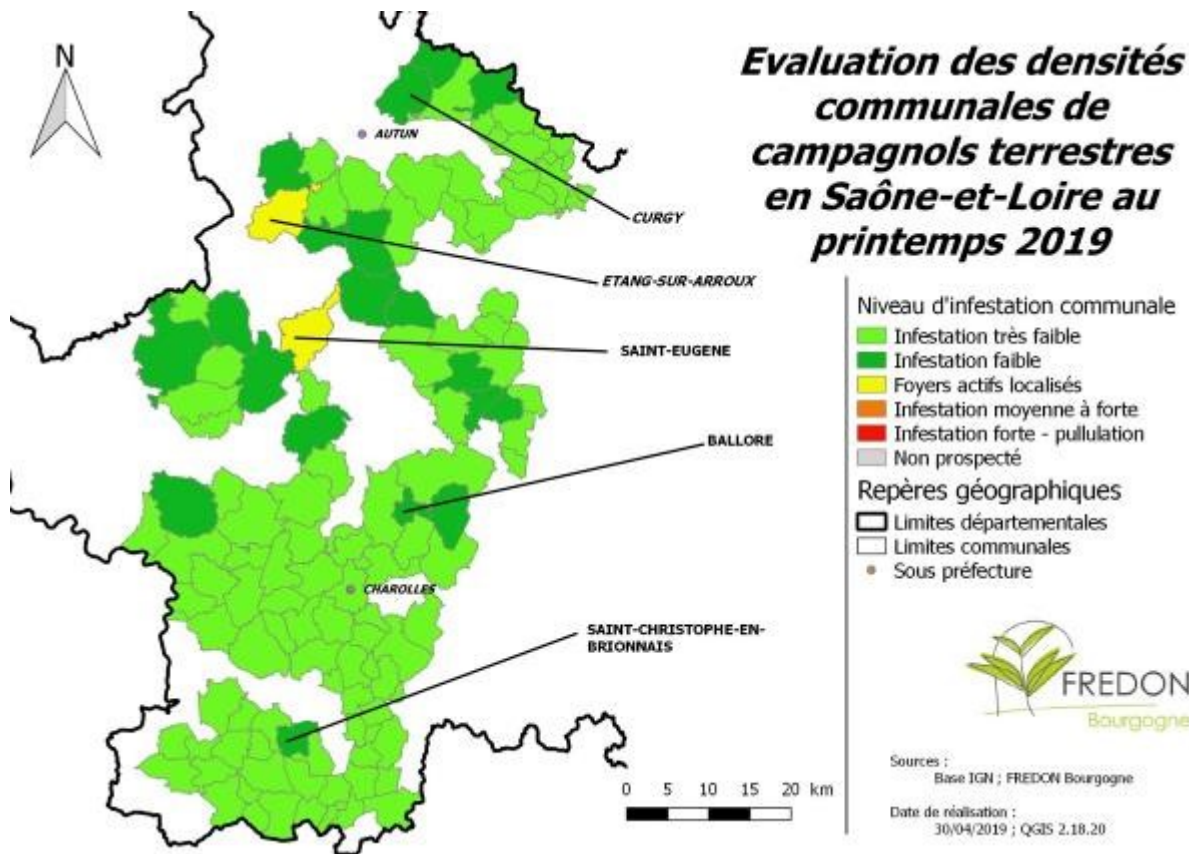 N
Evaluation des densités
communales de
campagnols terrestres
en Saône-et-Loire au
printemps 2019
AUTUN
CURGY
ETANG-SUR-ARROUX
SAINT-EUGENE
BALLORE
CHAROLLES
SAINT-CHRISTOPHE-EN-
BRIONNAIS
0 5 10 15 20 km
Niveau d'infestation communale
Infestation très faible
Infestation faible
Foyers actifs localisés
Infestation moyenne à forte
Infestation forte - pullulation
Non prospecté
Repères géographiques
Limites départementales
Limites communales
Sous préfecture
FREDON
Bourgogne
Sources :
Base IGN ; FREDON Bourgogne
Date de réalisation :
30/04/2019 ; QGIS 2.18.20